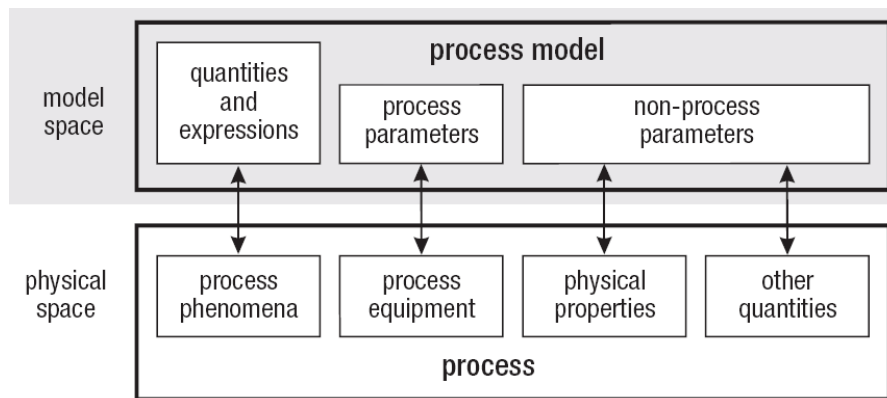 process model
quantities
and
expressions
process
parameters
non-process
parameters
model
space
physical
space
process
phenomena
process
equipment
physical
properties
other
quantities
process